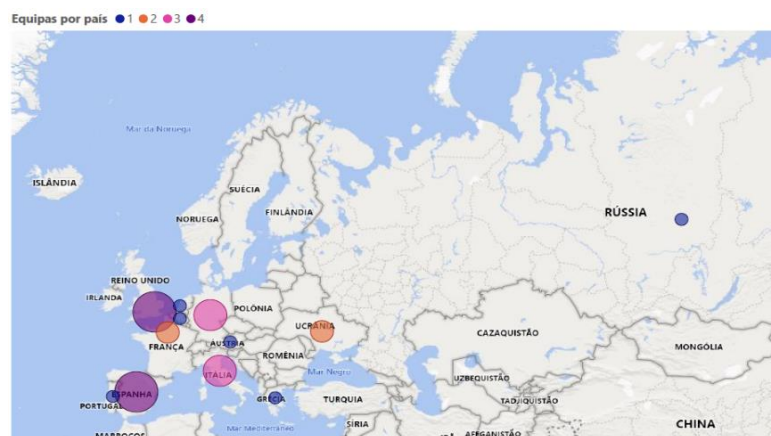 Equipas por país 1 2 3 4
Mar da Noruega
ISLÂNDIA
SUÉCIA
NORUEGA
FINLÂNDIA
RÚSSIA
REINO UNIDO
IRLANDA
POLÔNIA
UCRÂNIA
FRANÇA
ÁUSTRIA
CAZAQUISTÃO
ROMÊNIA
MONGÓLIA
ITÁLIA
Mar Negro
UZBEQUISTÃO
ESPANHA
GRÉCIA
TURQUIA
TADJIQUISTÃO
PORTUGAL
SÍRIA
CHINA
Mar Mediterrâneo
MARROCOS
AFEGANISTÃO